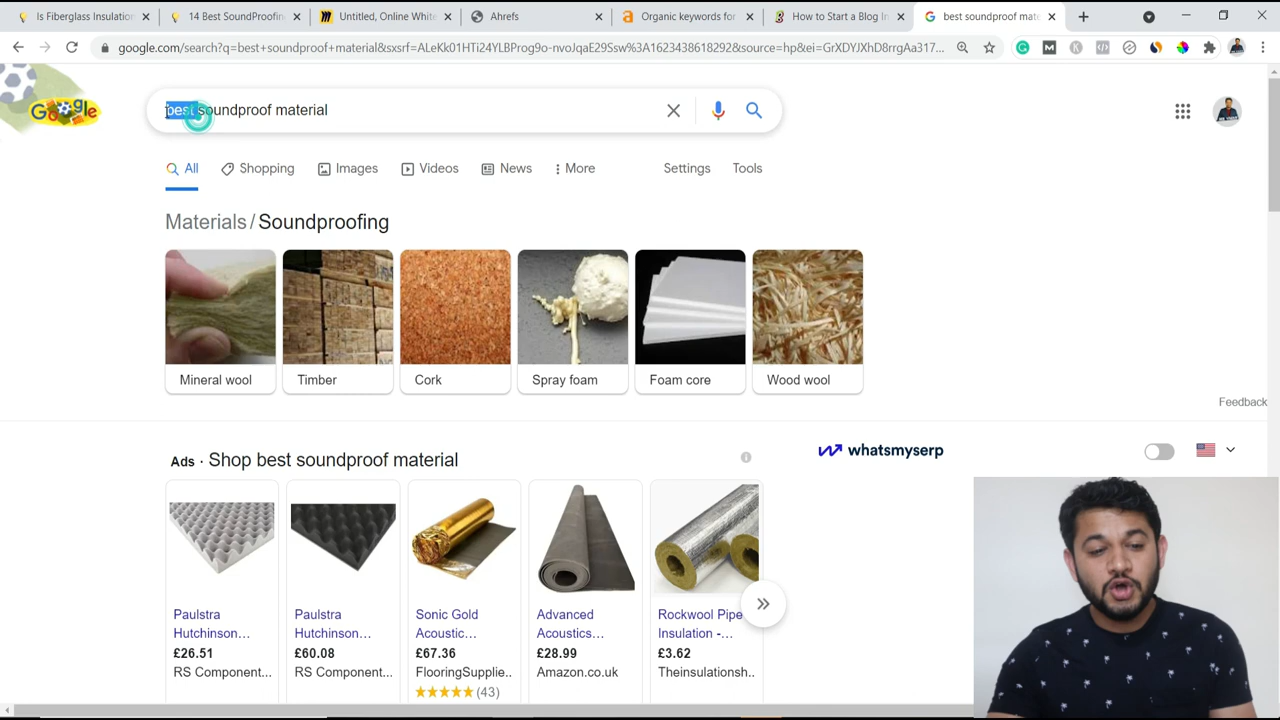 Is Fiberglass Insulation
14 Best SoundProofin
Untitled, Online White
Ahrefs
Organic keywords for
How to Start a Blog In
best soundproof mate
google.com/search?q=best+soundproof+material&sxsrf=ALeKk01HTi24YLBProg9o-nvoJqaE29Ssw%3A1623438618292&source=hp&ei=GrXDYJXhD8rrgAa317...
Google
best soundproof material
All
Shopping
Images
Videos
News
More
Settings
Tools
Materials / Soundproofing
Mineral wool
Timber
Cork
Spray foam
Foam core
Wood wool
Feedback
Ads · Shop best soundproof material
whatsmyserp
Paulstra
Hutchinson...
£26.51
RS Component...
Paulstra
Hutchinson...
£60.08
RS Component...
Sonic Gold
Acoustic...
£67.36
FlooringSupplie..
(43)
Advanced
Acoustics...
£28.99
Amazon.co.uk
Rockwool Pipe
Insulation -...
£3.62
Theinsulationsh..